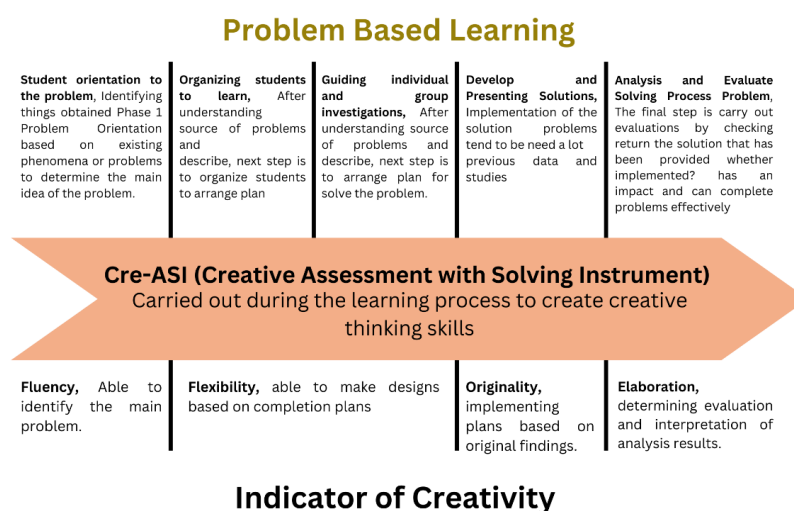 Problem Based Learning
Student orientation to
the problem, Identifying
things obtained Phase 1
Problem Orientation
based on existing
phenomena or problems
to determine the main
idea of the problem.
Organizing students
to learn, After
understanding
source of problems
and
describe, next step is
to organize students
to arrange plan
Guiding individual
and group
investigations, After
understanding source
of problems and
describe, next step is
to arrange plan for
solve the problem.
Develop and
Presenting Solutions,
Implementation of the
solution problems
tend to be need a lot
previous data and
studies
Analysis and Evaluate
Solving Process Problem,
The final step is carry out
evaluations by checking
return the solution that has
been provided whether
implemented? has an
impact and can complete
problems effectively
Cre-ASI (Creative Assessment with Solving Instrument)
Carried out during the learning process to create creative
thinking skills
Fluency, Able to
identify the main
problem.
Flexibility, able to make designs
based on completion plans
Originality,
implementing
plans based on
original findings.
Elaboration,
determining evaluation
and interpretation of
analysis results.
Indicator of Creativity